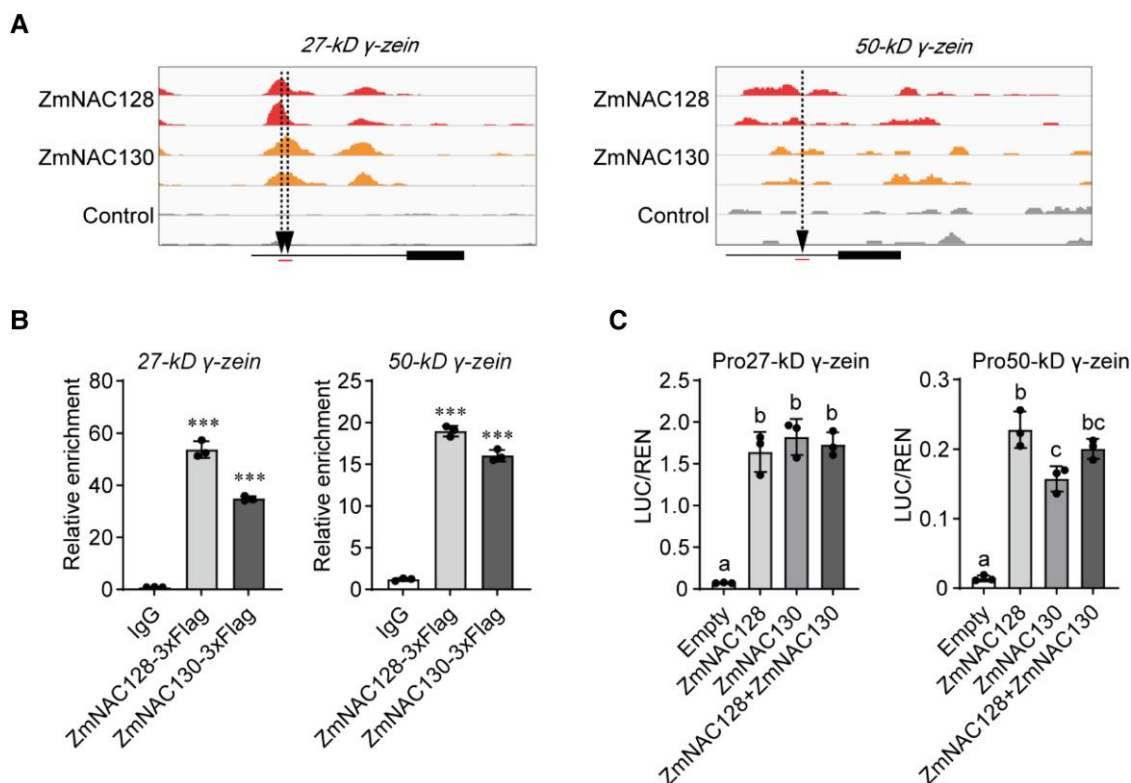 A
27-kD γ-zein
50-kD γ-zein
ZmNAC128
ZmNAC130
Control
ZmNAC128
ZmNAC130
Control
B
27-kD γ-zein
Relative enrichment
80
60
40
20
0
***
***
IgG
ZmNAC128-3xFlag
ZmNAC130-3xFlag
50-kD γ-zein
Relative enrichment
25
20
15
10
5
0
***
***
IgG
ZmNAC128-3xFlag
ZmNAC130-3xFlag
C
Pro27-kD γ-zein
LUC/REN
2.5
2.0
1.5
1.0
0.5
0
a
b
b
b
Empty
ZmNAC128
ZmNAC130
ZmNAC128+ZmNAC130
Pro50-kD γ-zein
LUC/REN
0.3
0.2
0.1
0
a
b
c
bc
Empty
ZmNAC128
ZmNAC130
ZmNAC128+ZmNAC130